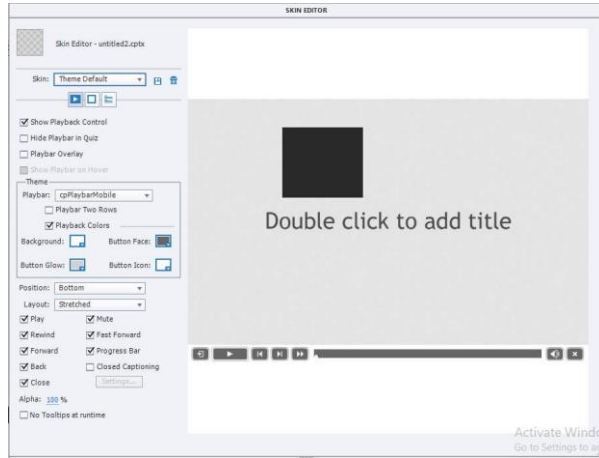 SKIN EDITOR
Skin Editor - untitled2.cptx
Skin: Theme Default
Show Playback Control
Hide Playbar in Quiz
Playbar Overlay
Show Playbar on Hover
Theme
Playbar: cpPlaybarMobile
Playbar Two Rows
Playback Colors
Background: Button Face:
Button Glow: Button Icon:
Position: Bottom
Layout: Stretched
Play Mute
Rewind Fast Forward
Forward Progress Bar
Back Closed Captioning
Close Settings...
Alpha: 100 %
No Tooltips at runtime
Double click to add title
Activate Windo
Go to Settings to a